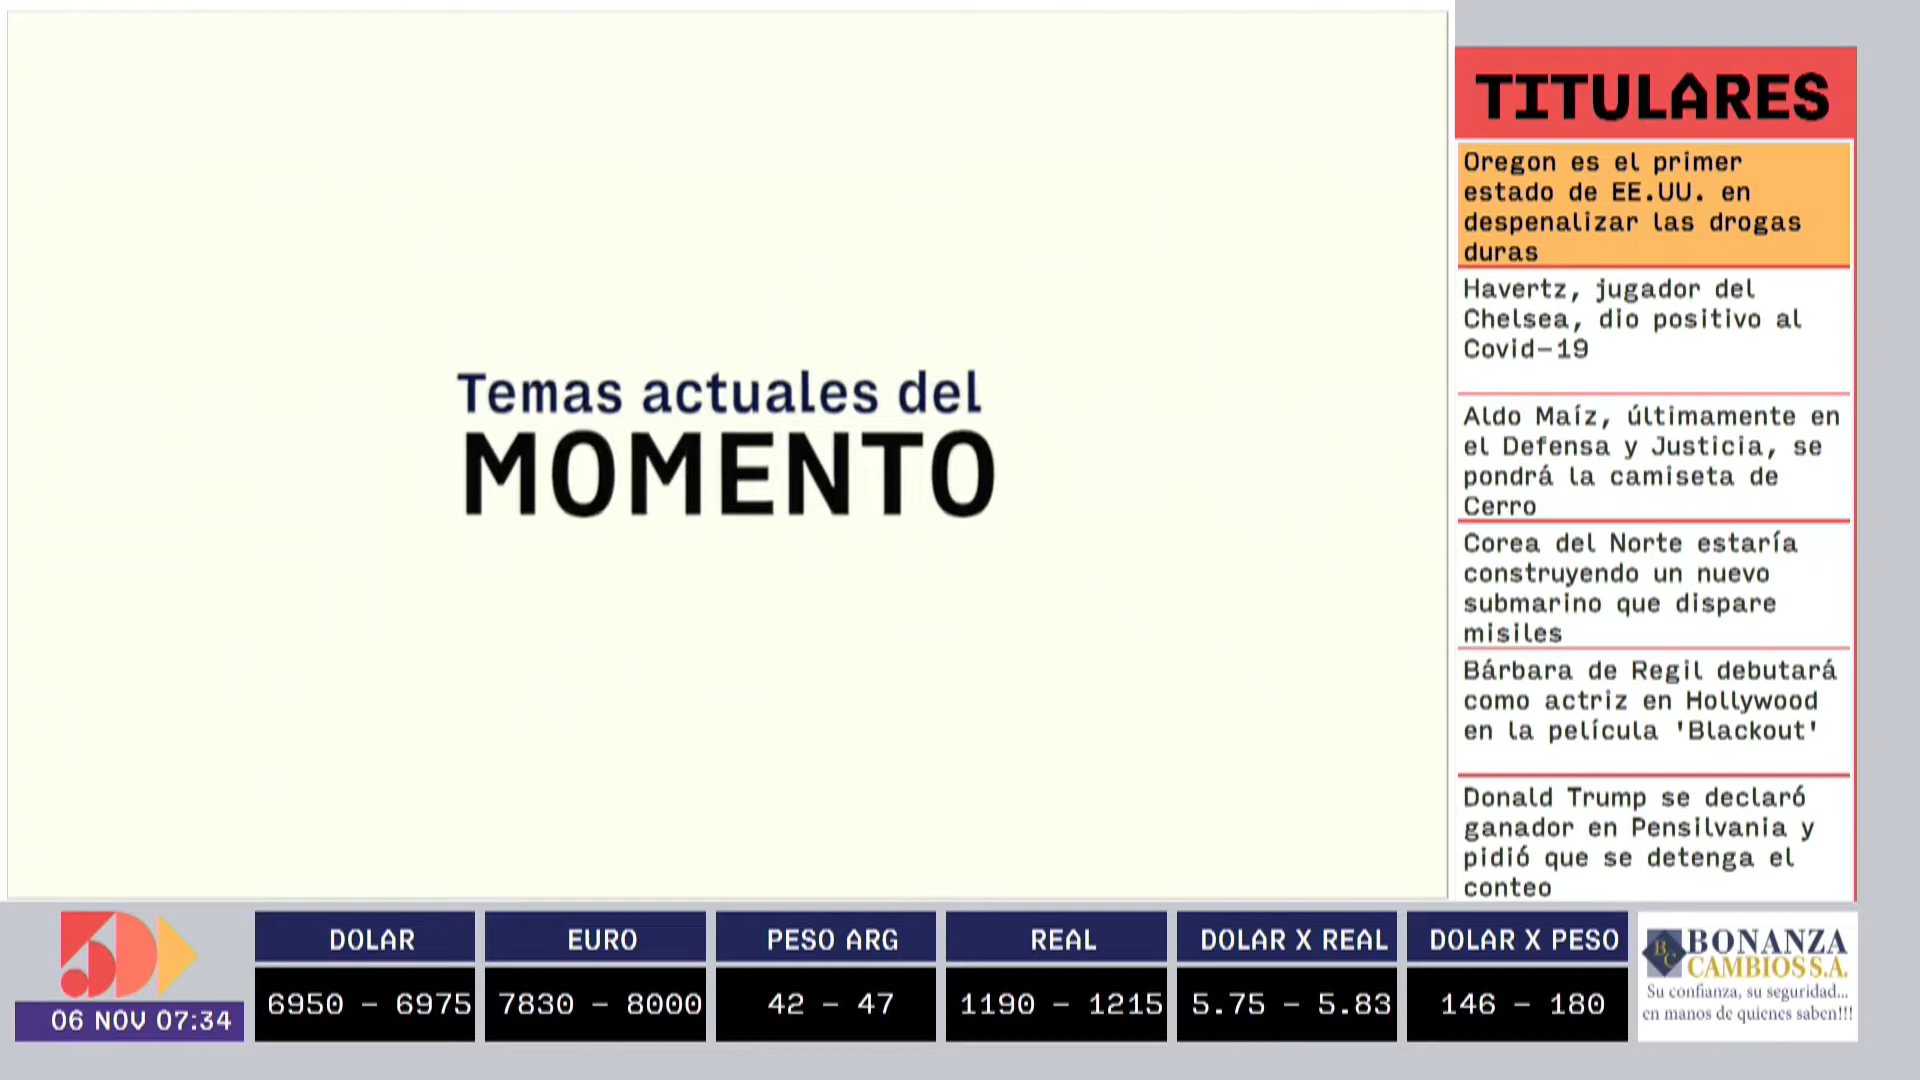 Temas actuales del
MOMENTO
TITULARES
Oregon es el primer
estado de EE.UU. en
despenalizar las drogas
duras
Havertz, jugador del
Chelsea, dio positivo al
Covid-19
Aldo Maíz, últimamente en
el Defensa y Justicia, se
pondrá la camiseta de
Cerro
Corea del Norte estaría
construyendo un nuevo
submarino que dispare
misiles
Bárbara de Regil debutará
como actriz en Hollywood
en la película 'Blackout'
Donald Trump se declaró
ganador en Pensilvania y
pidió que se detenga el
conteo
5D
06 NOV 07:34
DOLAR
6950 - 6975
EURO
7830 - 8000
PESO ARG
42 - 47
REAL
1190 - 1215
DOLAR X REAL
5.75 - 5.83
DOLAR X PESO
146 - 180
BC
BONANZA
CAMBIOS S.A.
Su confianza, su seguridad...
en manos de quienes saben!!!